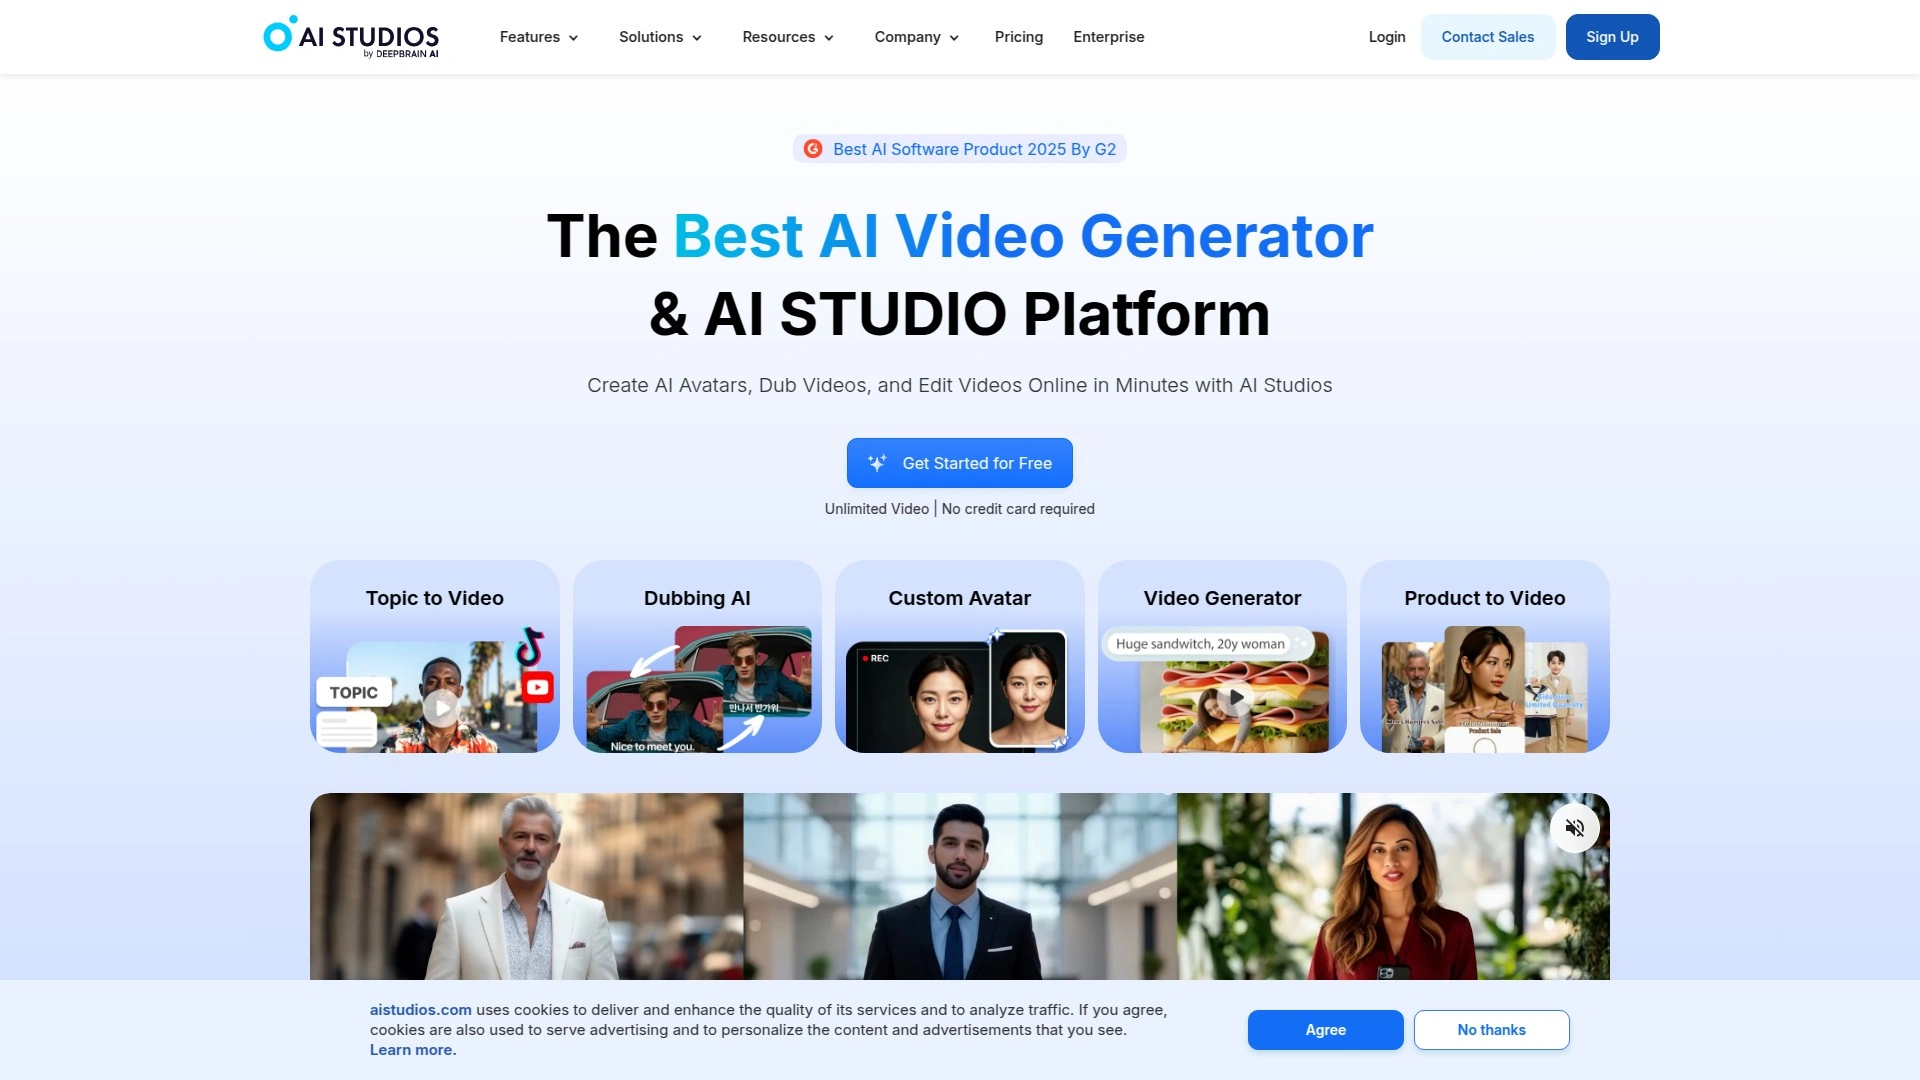 AI STUDIOS
by DEEPBRAIN AI
Features
Solutions
Resources
Company
Pricing
Enterprise
Login
Contact Sales
Sign Up
Best AI Software Product 2025 By G2
The Best AI Video Generator
& AI STUDIO Platform
Create AI Avatars, Dub Videos, and Edit Videos Online in Minutes with AI Studios
Get Started for Free
Unlimited Video | No credit card required
Topic to Video
TOPIC
Dubbing AI
만나서 반가워.
Nice to meet you.
Custom Avatar
REC
Video Generator
Huge sandwitch, 20y woman
Product to Video
Product Sale
Limited Quantity
aistudios.com uses cookies to deliver and enhance the quality of its services and to analyze traffic. If you agree,
cookies are also used to serve advertising and to personalize the content and advertisements that you see.
Learn more.
Agree
No thanks